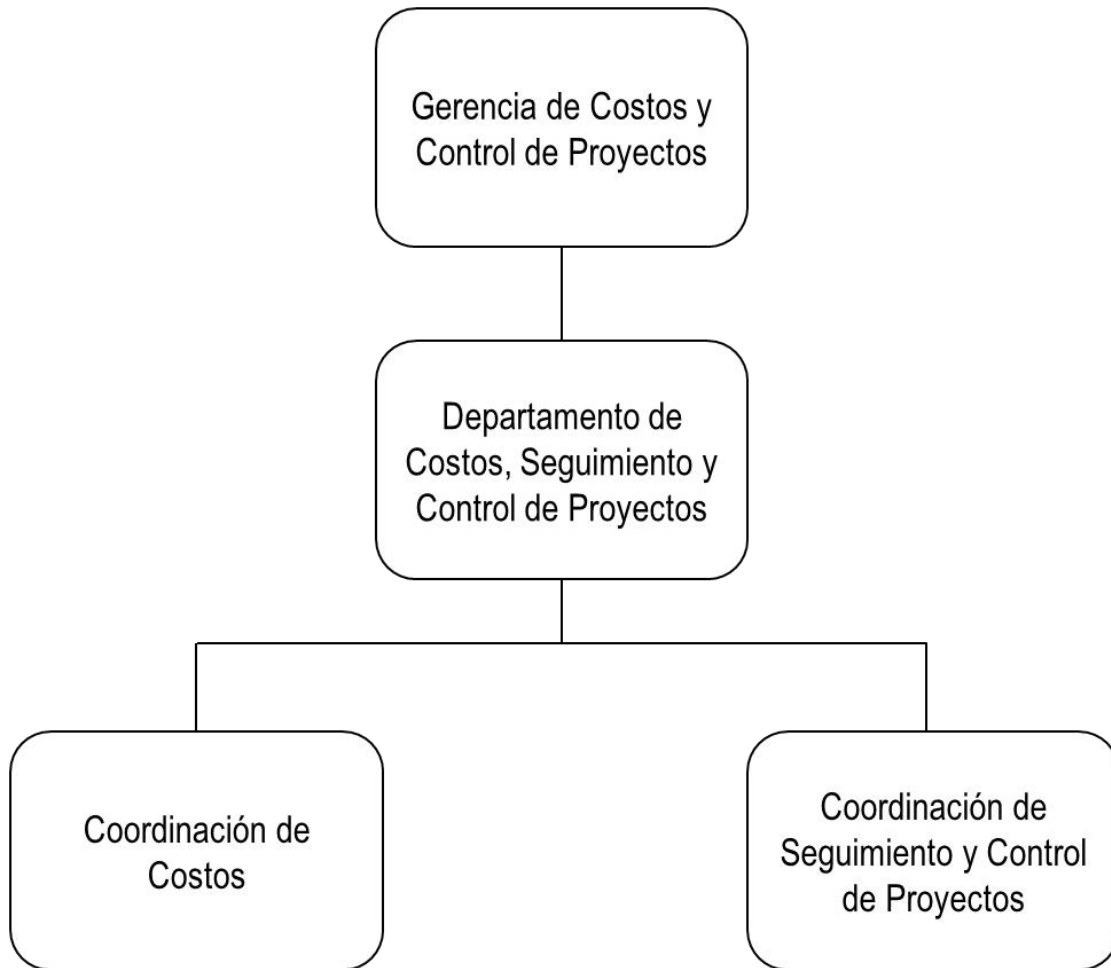 Gerencia de Costos y
Control de Proyectos
Departamento de
Costos, Seguimiento y
Control de Proyectos
Coordinación de
Costos
Coordinación de
Seguimiento y Control
de Proyectos